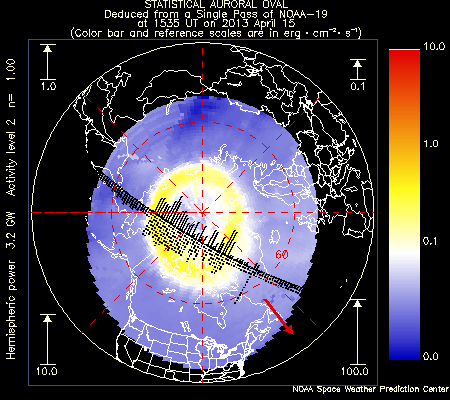 STATISTICAL AURORAL OVAL
Deduced from a Single Pass of NOAA-19
at 1535 UT on 2013 April 15
(Color bar and reference scales are in erg · cm⁻² · s⁻¹)
Hemispheric power 3.2 GW Activity level 2 n= 1.00
1.0
0.1
10.0
100.0
60
10.0
1.0
0.1
0.0
NOAA Space Weather Prediction Center